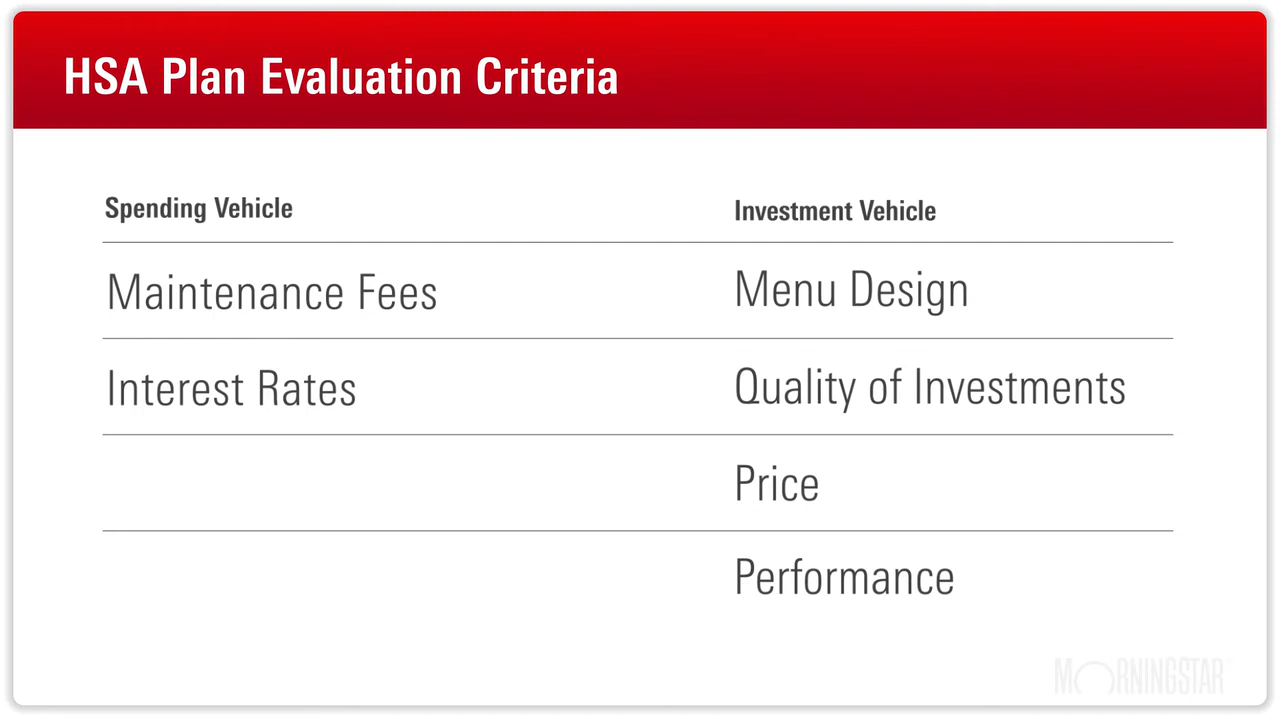 HSA Plan Evaluation Criteria
Spending Vehicle Investment Vehicle
Maintenance Fees Menu Design
Interest Rates Quality of Investments
Price
Performance
MORNINGSTAR